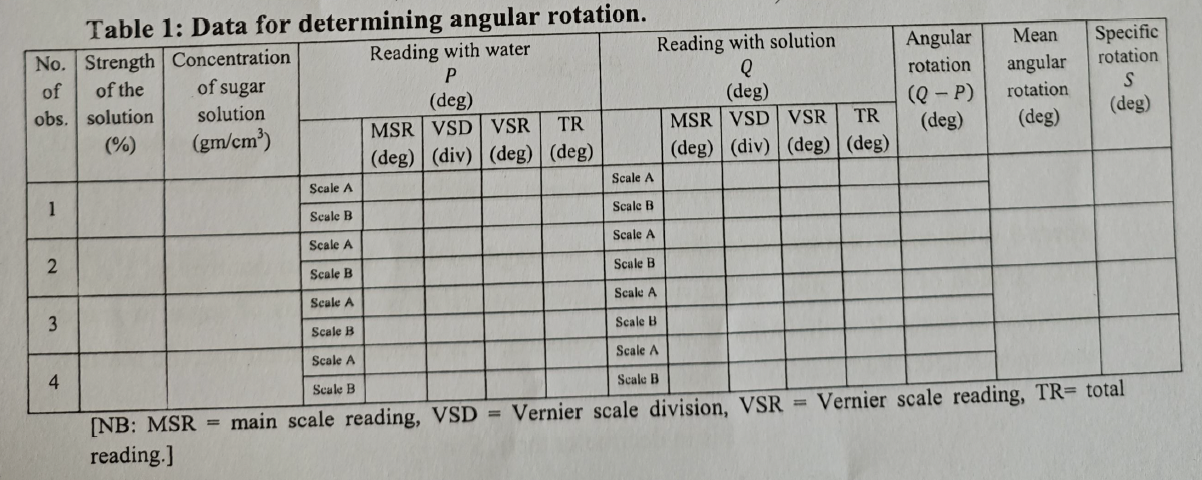 Table 1: Data for determining angular rotation.
No. of obs.
Strength of the solution (%)
Concentration of sugar solution (gm/cm³)
Reading with water P (deg)
Reading with solution Q (deg)
Angular rotation (Q – P) (deg)
Mean angular rotation (deg)
Specific rotation S (deg)
MSR (deg) VSD (div) VSR (deg) TR (deg) MSR (deg) VSD (div) VSR (deg) TR (deg)
1 Scale A Scale A
Scale B Scale B
2 Scale A Scale A
Scale B Scale B
3 Scale A Scale A
Scale B Scale B
4 Scale A Scale A
Scale B Scale B
[NB: MSR = main scale reading, VSD = Vernier scale division, VSR = Vernier scale reading, TR= total
reading.]